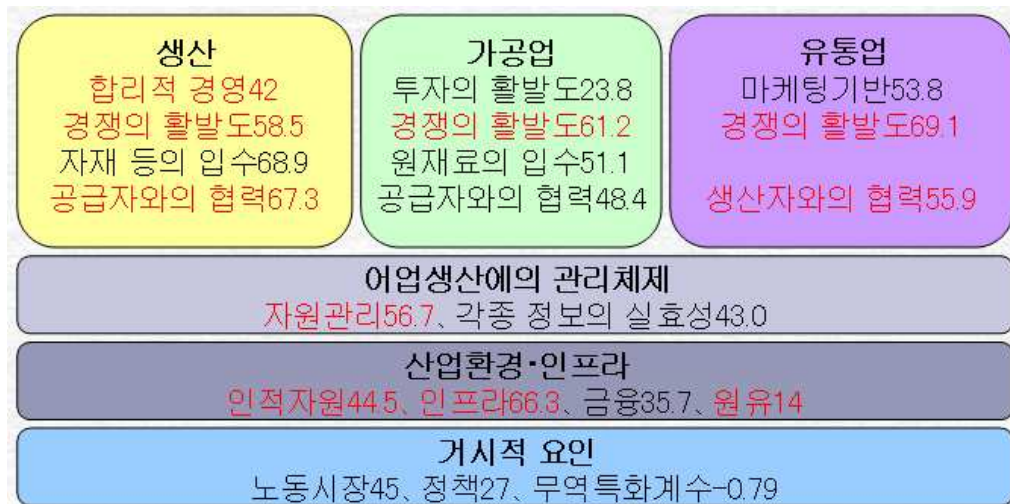 생산
합리적 경영42
경쟁의 활발도58.5
자재 등의 입수68.9
공급자와의 협력67.3
가공업
투자의 활발도23.8
경쟁의 활발도61.2
원재료의 입수51.1
공급자와의 협력48.4
유통업
마케팅기반53.8
경쟁의 활발도69.1
생산자와의 협력55.9
어업생산에의 관리체제
자원관리56.7、각종 정보의 실효성43.0
산업환경·인프라
인적자원44.5、인프라66.3、금융35.7、원유14
거시적 요인
노동시장45、정책27、무역특화계수-0.79